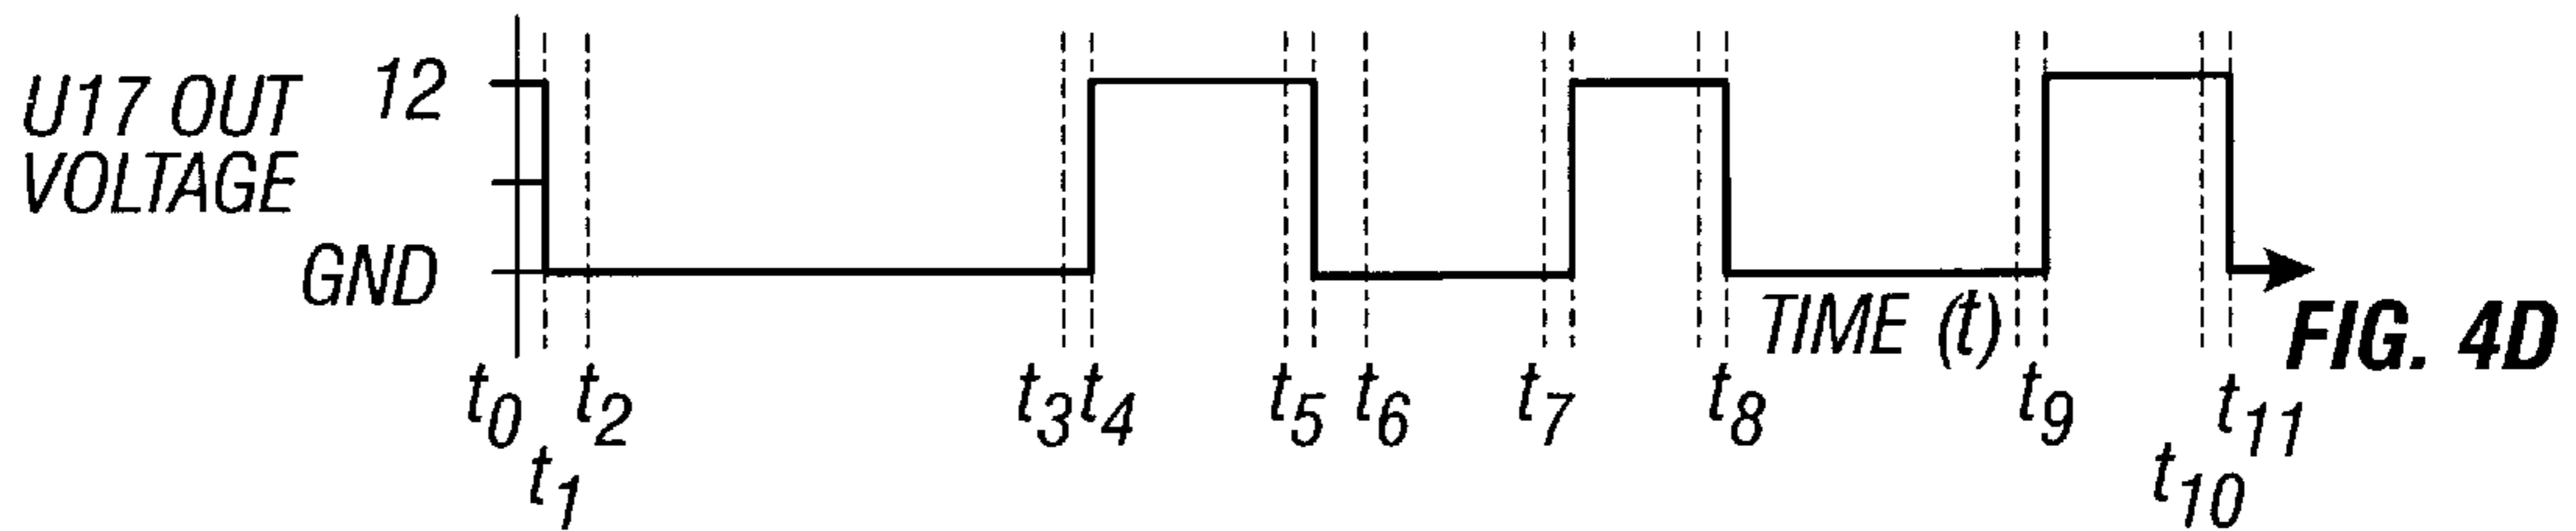 U17 OUT
VOLTAGE
12
GND
TIME (t)
t0
t1
t2
t3
t4
t5
t6
t7
t8
t9
t10
t11
FIG. 4D